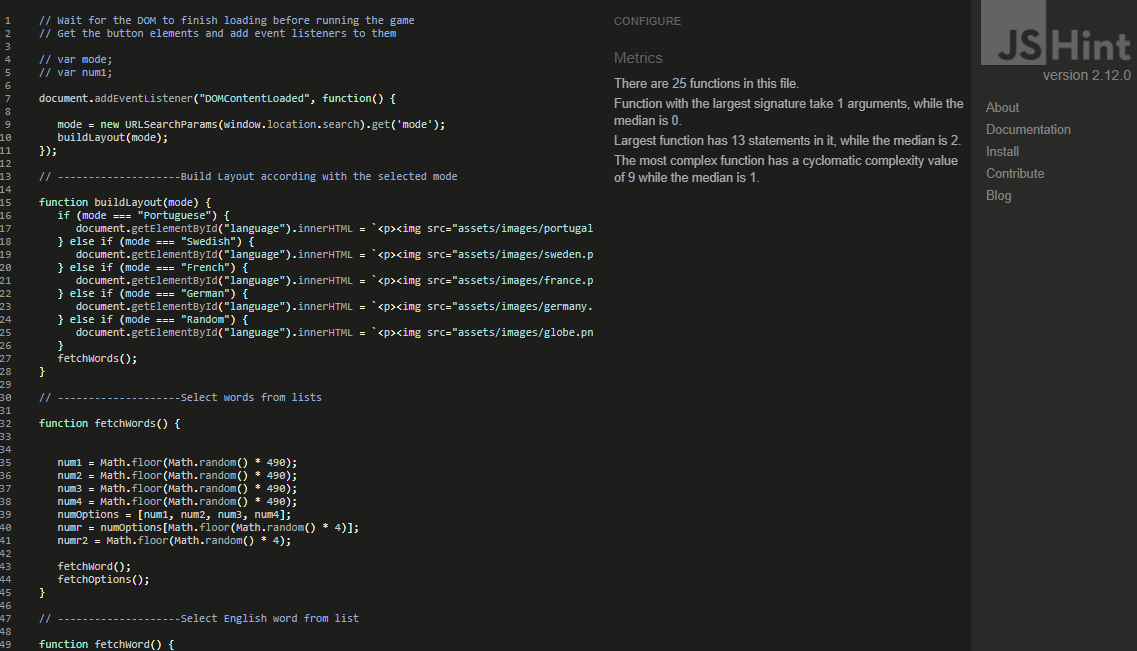 1 // Wait for the DOM to finish loading before running the game
2 // Get the button elements and add event listeners to them
3
4 // var mode;
5 // var num1;
6
7 document.addEventListener("DOMContentLoaded", function() {
8
9 mode = new URLSearchParams(window.location.search).get('mode');
10 buildLayout(mode);
11 });
12
13 // --------------------Build Layout according with the selected mode
14
15 function buildLayout(mode) {
16 if (mode === "Portuguese") {
17 document.getElementById("language").innerHTML = `<p><img src="assets/images/portugal
18 } else if (mode === "Swedish") {
19 document.getElementById("language").innerHTML = `<p><img src="assets/images/sweden.p
20 } else if (mode === "French") {
21 document.getElementById("language").innerHTML = `<p><img src="assets/images/france.p
22 } else if (mode === "German") {
23 document.getElementById("language").innerHTML = `<p><img src="assets/images/germany.
24 } else if (mode === "Random") {
25 document.getElementById("language").innerHTML = `<p><img src="assets/images/globe.pn
26 }
27 fetchWords();
28 }
29
30 // --------------------Select words from lists
31
32 function fetchWords() {
33
34
35 num1 = Math.floor(Math.random() * 490);
36 num2 = Math.floor(Math.random() * 490);
37 num3 = Math.floor(Math.random() * 490);
38 num4 = Math.floor(Math.random() * 490);
39 numOptions = [num1, num2, num3, num4];
40 numr = numOptions[Math.floor(Math.random() * 4)];
41 numr2 = Math.floor(Math.random() * 4);
42
43 fetchWord();
44 fetchOptions();
45 }
46
47 // --------------------Select English word from list
48
49 function fetchWord() {
CONFIGURE
Metrics
There are 25 functions in this file.
Function with the largest signature take 1 arguments, while the
median is 0.
Largest function has 13 statements in it, while the median is 2.
The most complex function has a cyclomatic complexity value
of 9 while the median is 1.
JSHint
version 2.12.0
About
Documentation
Install
Contribute
Blog